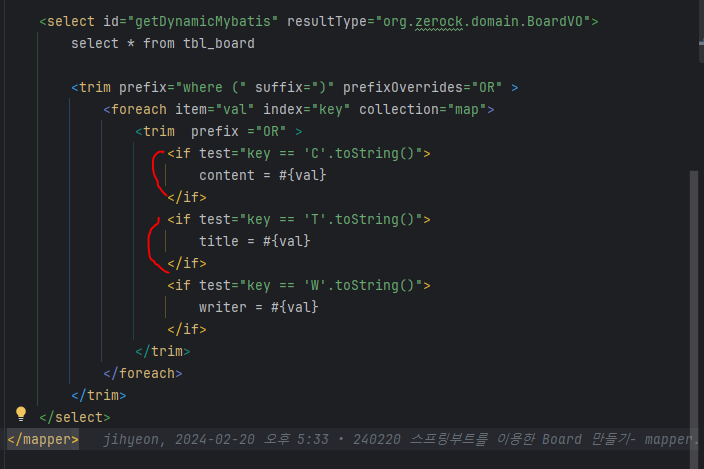 <select id="getDynamicMybatis" resultType="org.zerock.domain.BoardVO">
select * from tbl_board
<trim prefix="where (" suffix=")" prefixOverrides="OR" >
<foreach item="val" index="key" collection="map">
<trim  prefix ="OR" >
<if test="key == 'C'.toString()">
content = #{val}
</if>
<if test="key == 'T'.toString()">
title = #{val}
</if>
<if test="key == 'W'.toString()">
writer = #{val}
</if>
</trim>
</foreach>
</trim>
</select>
</mapper>   jihyeon, 2024-02-20 오후 5:33 • 240220 스프링부트를 이용한 Board 만들기- mapper.